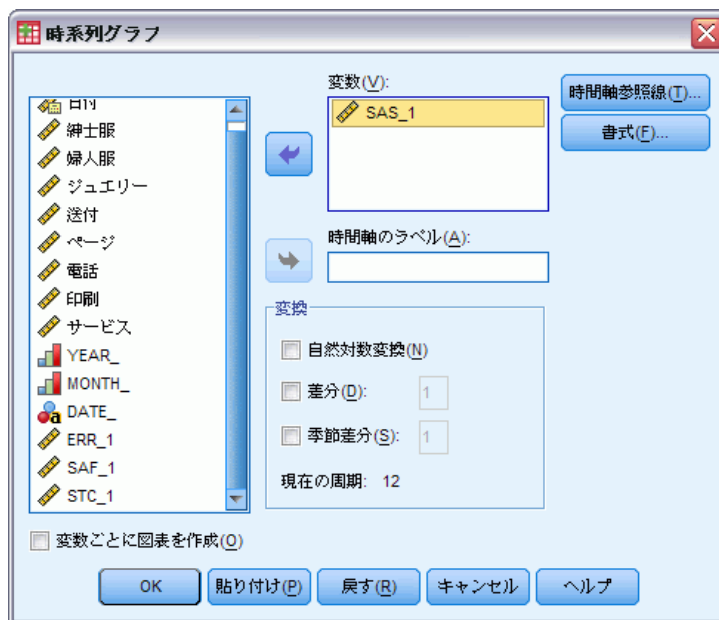 時系列グラフ
日付
紳士服
婦人服
ジュエリー
送付
ページ
電話
印刷
サービス
YEAR_
MONTH_
DATE_
ERR_1
SAF_1
STC_1
変数(V):
SAS_1
時間軸のラベル(A):
変換
自然対数変換(N)
差分(D): 1
季節差分(S): 1
現在の周期: 12
時間軸参照線(T)...
書式(F)...
変数ごとに図表を作成(O)
OK 貼り付け(P) 戻す(R) キャンセル ヘルプ